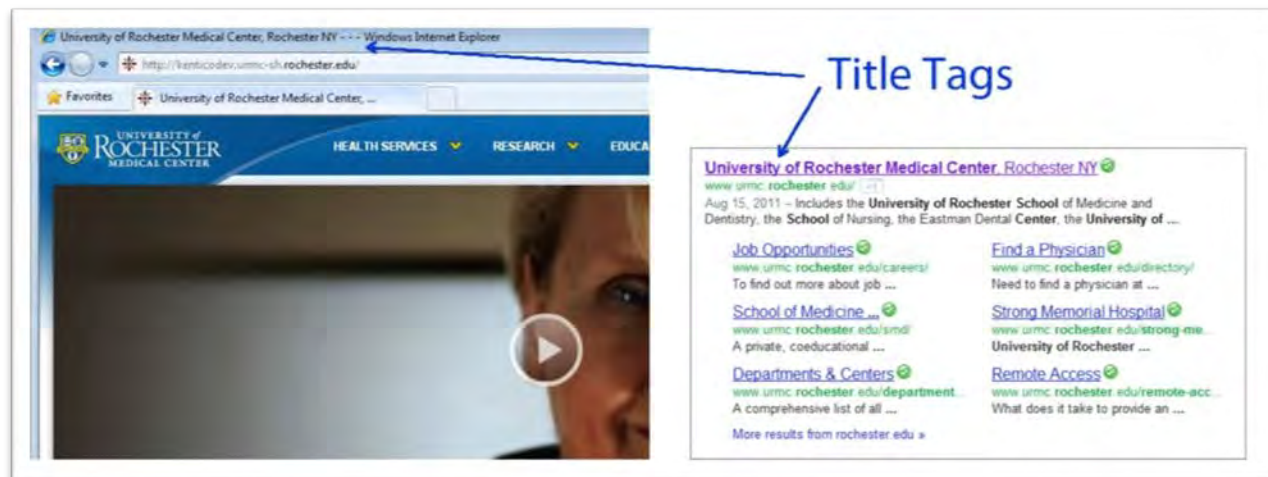 University of Rochester Medical Center, Rochester NY - - - Windows Internet Explorer
http://kenticodev.urmc-sh.rochester.edu/
Favorites
University of Rochester Medical Center, ...
UNIVERSITY of
ROCHESTER
MEDICAL CENTER
HEALTH SERVICES
RESEARCH
EDUCA
Title Tags
University of Rochester Medical Center, Rochester NY
www.urmc.rochester.edu/ +1
Aug 15, 2011 – Includes the University of Rochester School of Medicine and
Dentistry, the School of Nursing, the Eastman Dental Center, the University of ...
Job Opportunities
www.urmc.rochester.edu/careers/
To find out more about job ...
Find a Physician
www.urmc.rochester.edu/directory/
Need to find a physician at ...
School of Medicine ...
www.urmc.rochester.edu/smd/
A private, coeducational ...
Strong Memorial Hospital
www.urmc.rochester.edu/strong-me...
University of Rochester ...
Departments & Centers
www.urmc.rochester.edu/department...
A comprehensive list of all ...
Remote Access
www.urmc.rochester.edu/remote-acc...
What does it take to provide an ...
More results from rochester.edu »